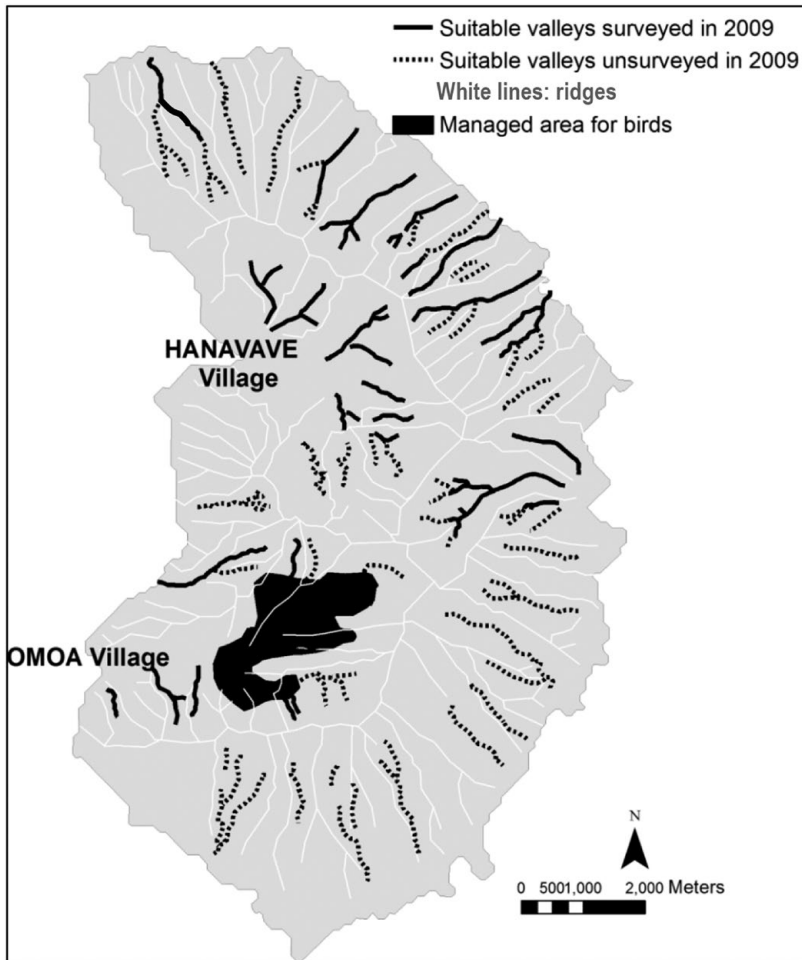 Suitable valleys surveyed in 2009
Suitable valleys unsurveyed in 2009
White lines: ridges
Managed area for birds
HANAVAVE
Village
OMOA Village
N
0 5001,000 2,000 Meters